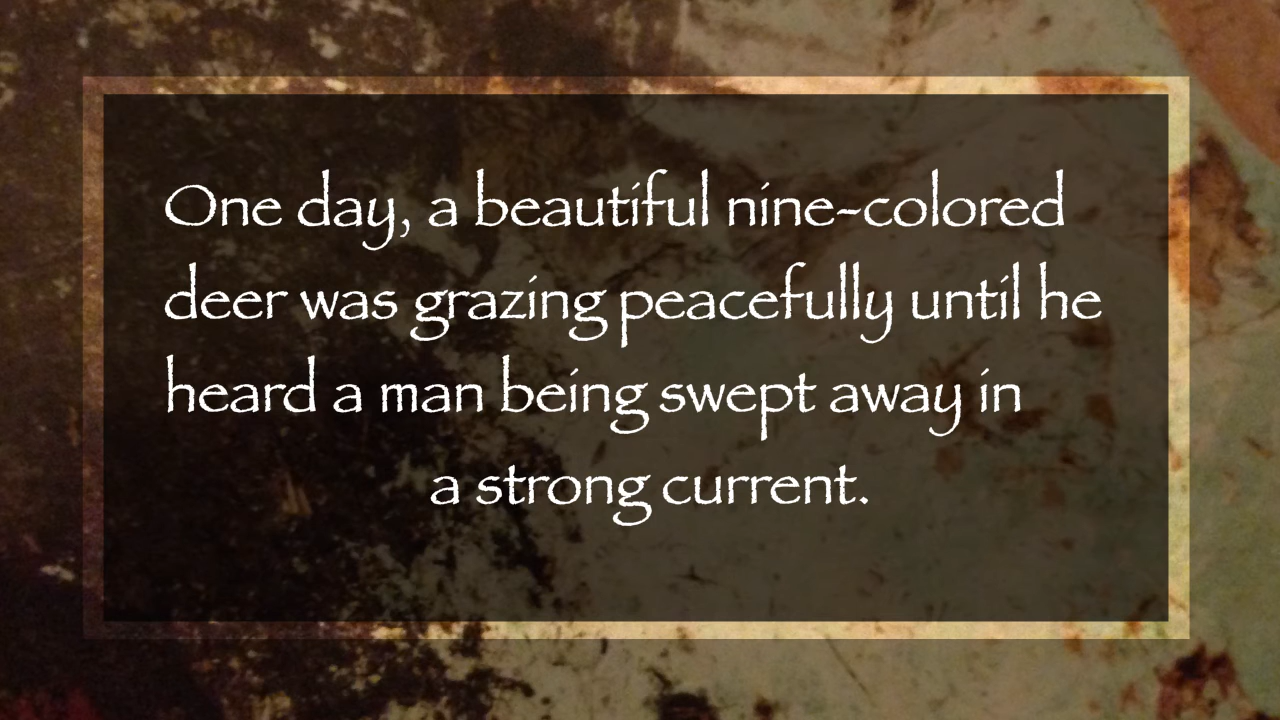 One day, a beautiful nine-colored
deer was grazing peacefully until he
heard a man being swept away in
a strong current.